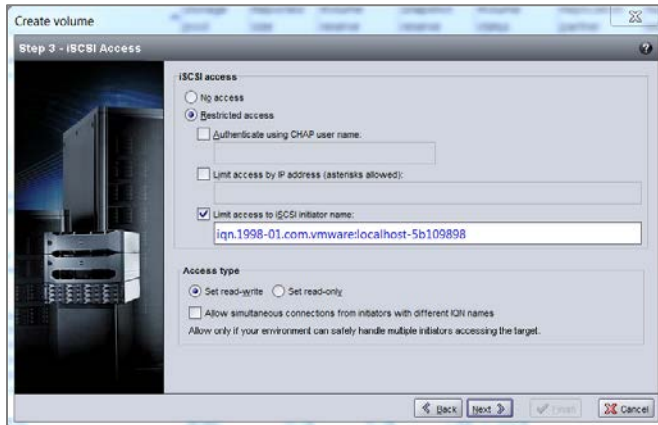 Create volume
Step 3 - iSCSI Access
iSCSI access
No access
Restricted access
Authenticate using CHAP user name:
Limit access by IP address (asterisks allowed):
Limit access to iSCSI initiator name:
iqn.1998-01.com.vmware:localhost-5b109898
Access type
Set read-write Set read-only
Allow simultaneous connections from initiators with different IQN names
Allow only if your environment can safely handle multiple initiators accessing the target.
Back Next Finish Cancel